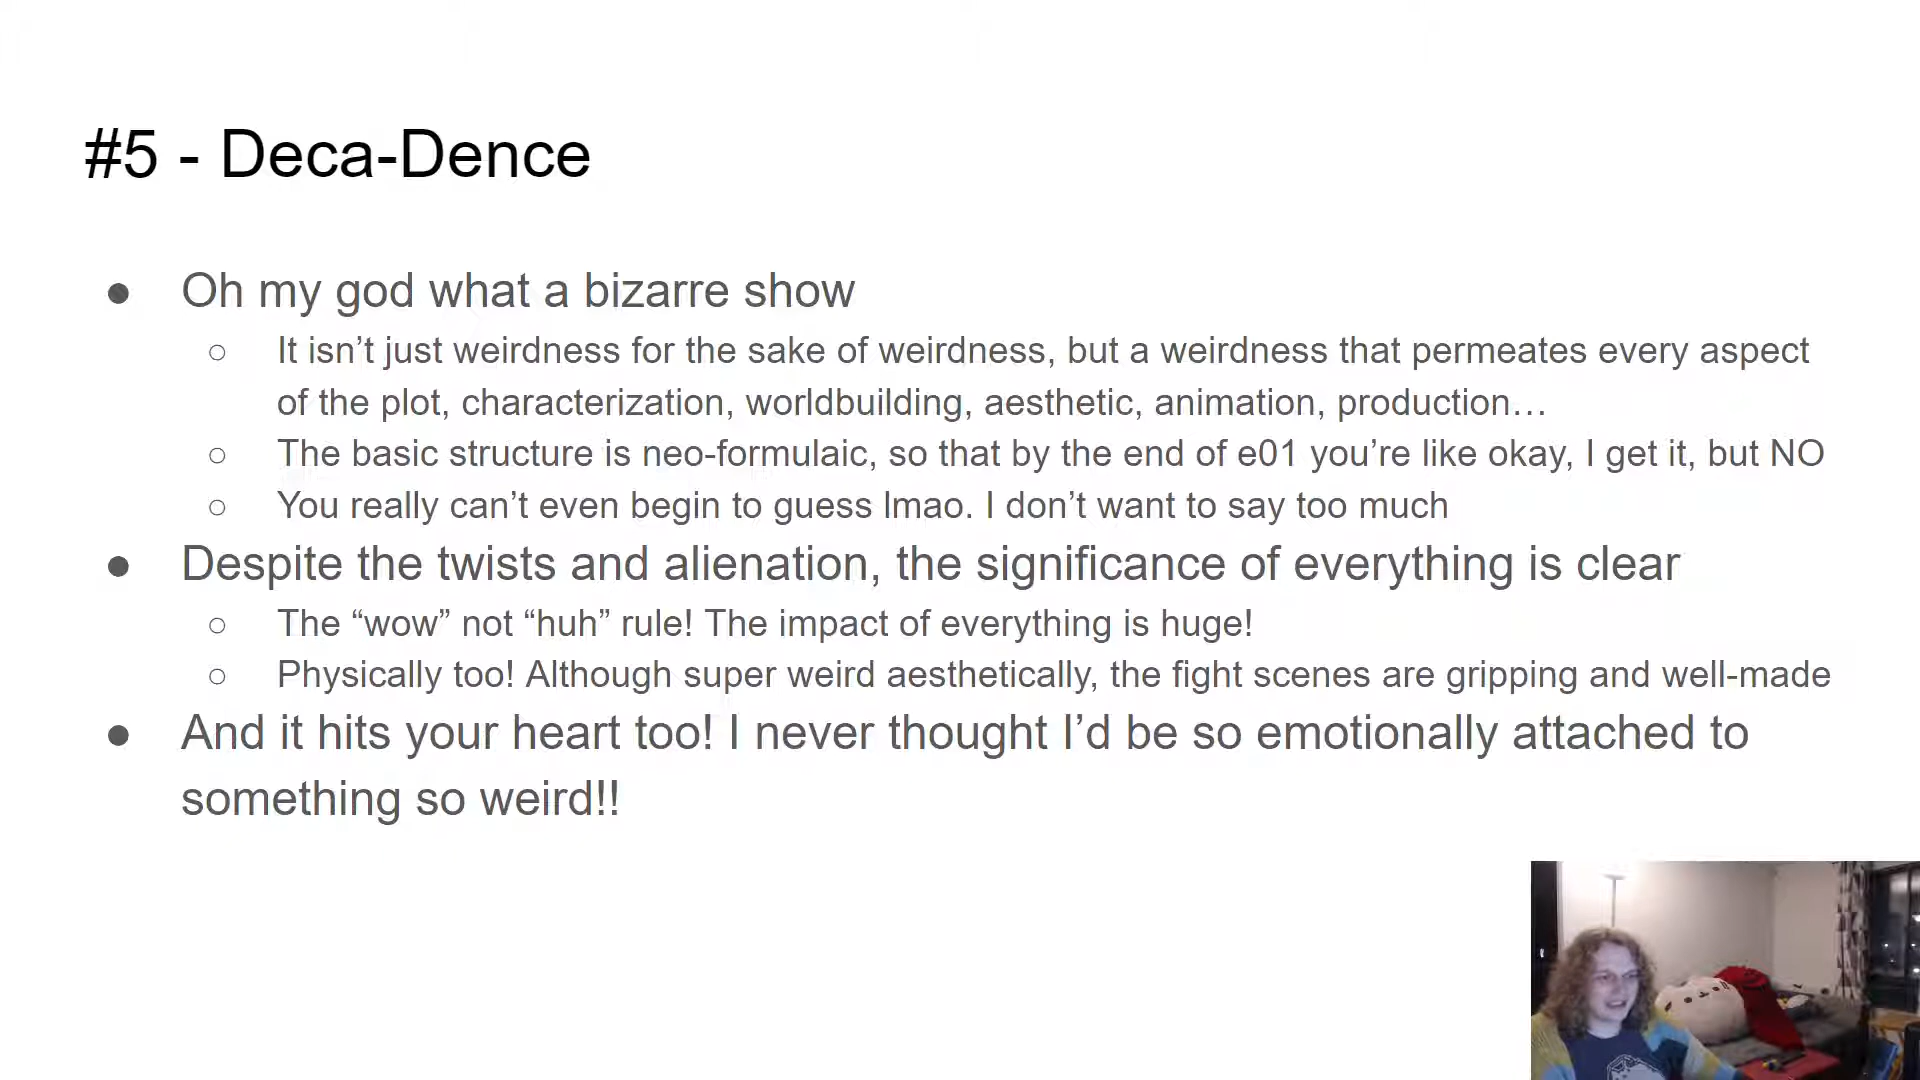 #5 - Deca-Dence
● Oh my god what a bizarre show
○ It isn’t just weirdness for the sake of weirdness, but a weirdness that permeates every aspect
of the plot, characterization, worldbuilding, aesthetic, animation, production…
○ The basic structure is neo-formulaic, so that by the end of e01 you’re like okay, I get it, but NO
○ You really can’t even begin to guess lmao. I don’t want to say too much
● Despite the twists and alienation, the significance of everything is clear
○ The “wow” not “huh” rule! The impact of everything is huge!
○ Physically too! Although super weird aesthetically, the fight scenes are gripping and well-made
● And it hits your heart too! I never thought I’d be so emotionally attached to
something so weird!!